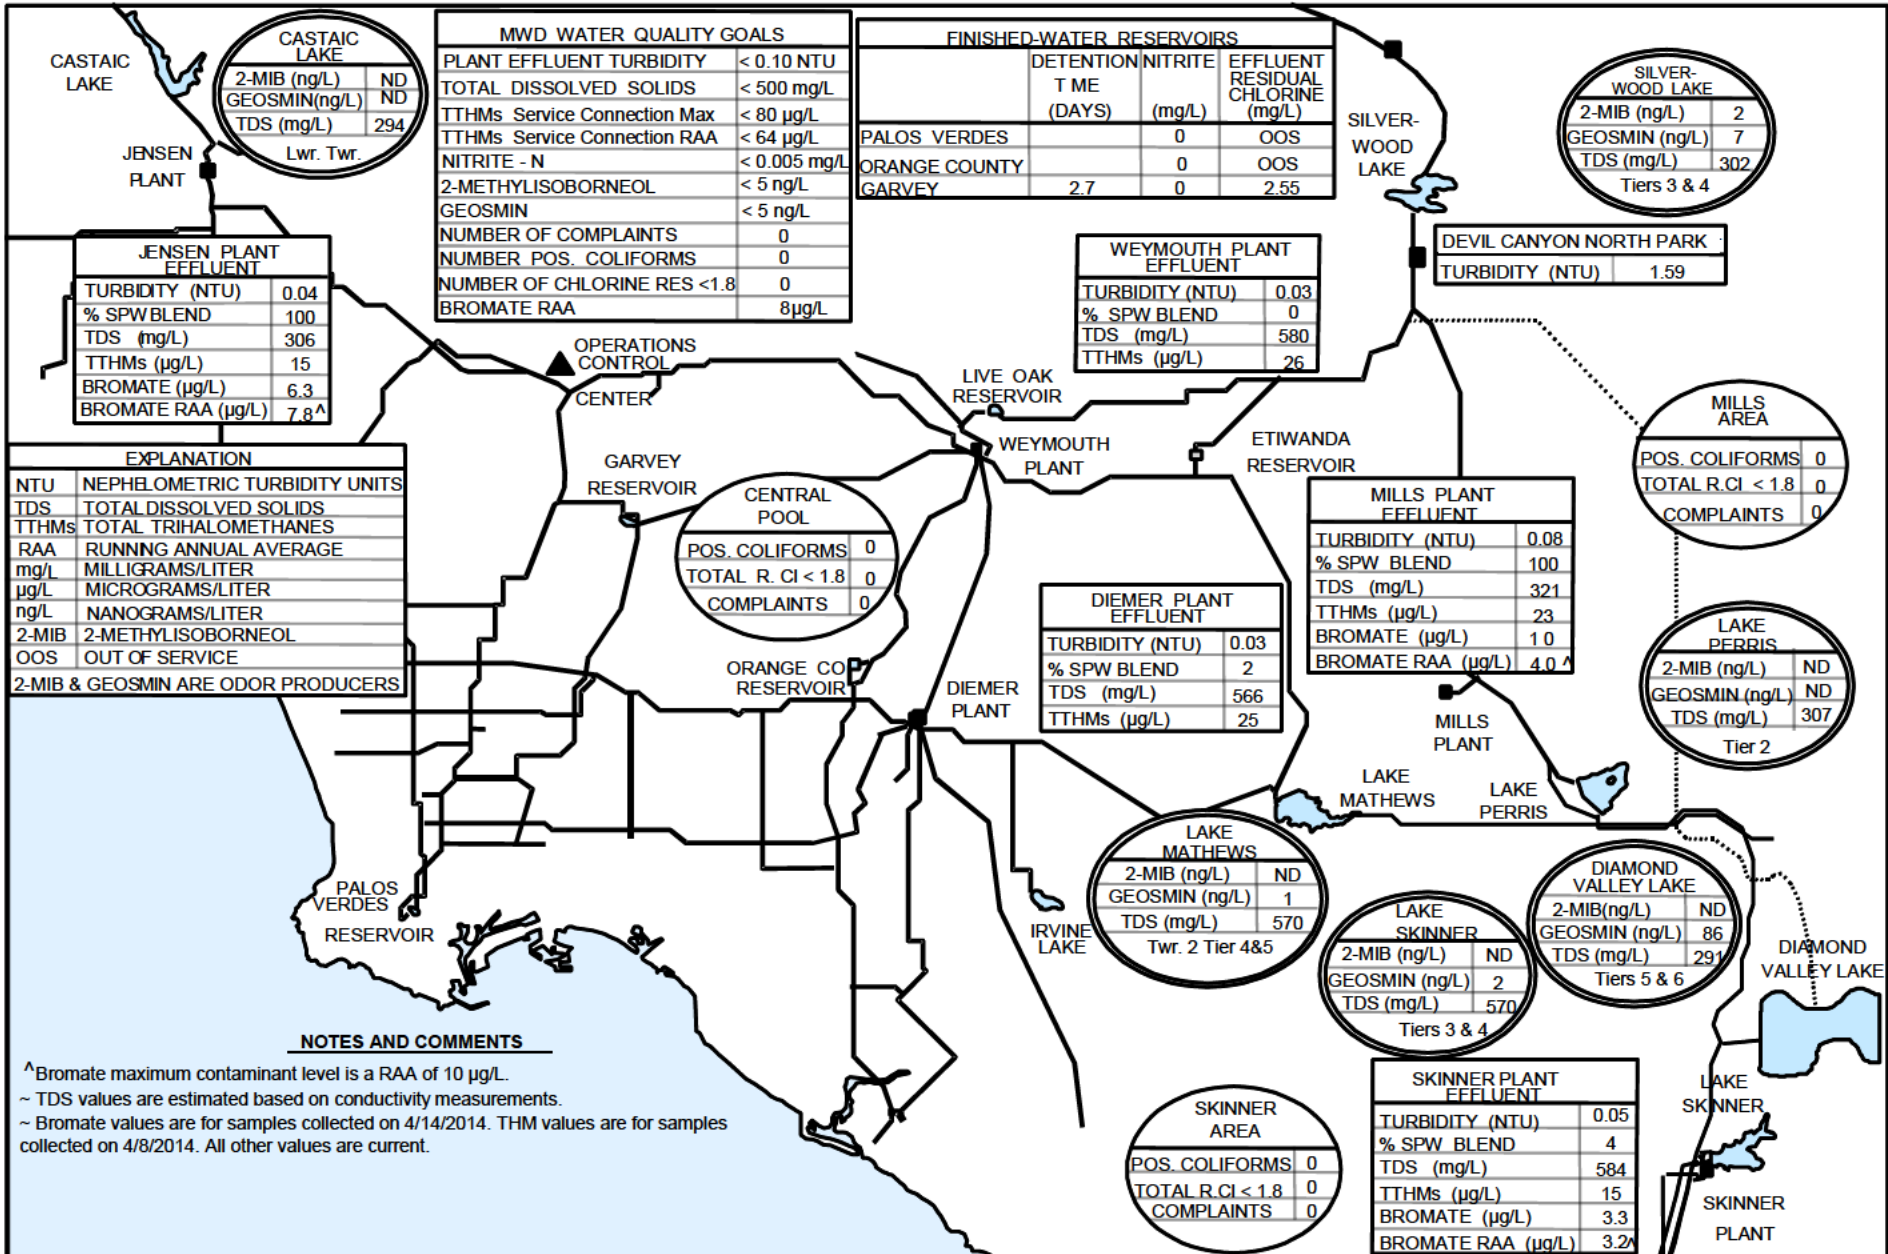 CASTAIC
LAKE
CASTAIC
LAKE
2-MIB (ng/L) ND
GEOSMIN(ng/L) ND
TDS (mg/L) 294
Lwr. Twr.
JENSEN
PLANT
MWD WATER QUALITY GOALS
PLANT EFFLUENT TURBIDITY < 0.10 NTU
TOTAL DISSOLVED SOLIDS < 500 mg/L
TTHMs Service Connection Max < 80 µg/L
TTHMs Service Connection RAA < 64 µg/L
NITRITE - N < 0.005 mg/L
2-METHYLISOBORNEOL < 5 ng/L
GEOSMIN < 5 ng/L
NUMBER OF COMPLAINTS 0
NUMBER POS. COLIFORMS 0
NUMBER OF CHLORINE RES <1.8 0
BROMATE RAA 8µg/L
FINISHED-WATER RESERVOIRS
DETENTION NITRITE EFFLUENT
T ME RESIDUAL
CHLORINE
(DAYS) (mg/L) (mg/L)
PALOS VERDES 0 OOS
ORANGE COUNTY 0 OOS
GARVEY 2.7 0 2.55
SILVER-
WOOD
LAKE
SILVER-
WOOD LAKE
2-MIB (ng/L) 2
GEOSMIN (ng/L) 7
TDS (mg/L) 302
Tiers 3 & 4
DEVIL CANYON NORTH PARK
TURBIDITY (NTU) 1.59
JENSEN PLANT
EFFLUENT
TURBIDITY (NTU) 0.04
% SPW BLEND 100
TDS (mg/L) 306
TTHMs (µg/L) 15
BROMATE (µg/L) 6.3
BROMATE RAA (µg/L) 7.8^
WEYMOUTH PLANT
EFFLUENT
TURBIDITY (NTU) 0.03
% SPW BLEND 0
TDS (mg/L) 580
TTHMs (µg/L) 26
OPERATIONS
CONTROL
CENTER
LIVE OAK
RESERVOIR
WEYMOUTH
PLANT
ETIWANDA
RESERVOIR
MILLS
AREA
POS. COLIFORMS 0
TOTAL R.Cl < 1.8 0
COMPLAINTS 0
EXPLANATION
NTU NEPHELOMETRIC TURBIDITY UNITS
TDS TOTAL DISSOLVED SOLIDS
TTHMs TOTAL TRIHALOMETHANES
RAA RUNNING ANNUAL AVERAGE
mg/L MILLIGRAMS/LITER
µg/L MICROGRAMS/LITER
ng/L NANOGRAMS/LITER
2-MIB 2-METHYLISOBORNEOL
OOS OUT OF SERVICE
2-MIB & GEOSMIN ARE ODOR PRODUCERS
GARVEY
RESERVOIR
CENTRAL
POOL
POS. COLIFORMS 0
TOTAL R. Cl < 1.8 0
COMPLAINTS 0
MILLS PLANT
EFFLUENT
TURBIDITY (NTU) 0.08
% SPW BLEND 100
TDS (mg/L) 321
TTHMs (µg/L) 23
BROMATE (µg/L) 1 0
BROMATE RAA (µg/L) 4.0 ^
DIEMER PLANT
EFFLUENT
TURBIDITY (NTU) 0.03
% SPW BLEND 2
TDS (mg/L) 566
TTHMs (µg/L) 25
LAKE
PERRIS
2-MIB (ng/L) ND
GEOSMIN (ng/L) ND
TDS (mg/L) 307
Tier 2
ORANGE CO
RESERVOIR
DIEMER
PLANT
MILLS
PLANT
LAKE
MATHEWS
LAKE
PERRIS
LAKE
MATHEWS
2-MIB (ng/L) ND
GEOSMIN (ng/L) 1
TDS (mg/L) 570
Twr. 2 Tier 4&5
IRVINE
LAKE
LAKE
SKINNER
2-MIB (ng/L) ND
GEOSMIN (ng/L) 2
TDS (mg/L) 570
Tiers 3 & 4
DIAMOND
VALLEY LAKE
2-MIB(ng/L) ND
GEOSMIN (ng/L) 86
TDS (mg/L) 291
Tiers 5 & 6
DIAMOND
VALLEY LAKE
PALOS
VERDES
RESERVOIR
NOTES AND COMMENTS
^Bromate maximum contaminant level is a RAA of 10 µg/L.
~ TDS values are estimated based on conductivity measurements.
~ Bromate values are for samples collected on 4/14/2014. THM values are for samples
collected on 4/8/2014. All other values are current.
SKINNER
AREA
POS. COLIFORMS 0
TOTAL R.Cl < 1.8 0
COMPLAINTS 0
SKINNER PLANT
EFFLUENT
TURBIDITY (NTU) 0.05
% SPW BLEND 4
TDS (mg/L) 584
TTHMs (µg/L) 15
BROMATE (µg/L) 3.3
BROMATE RAA (µg/L) 3.2^
LAKE
SKINNER
SKINNER
PLANT